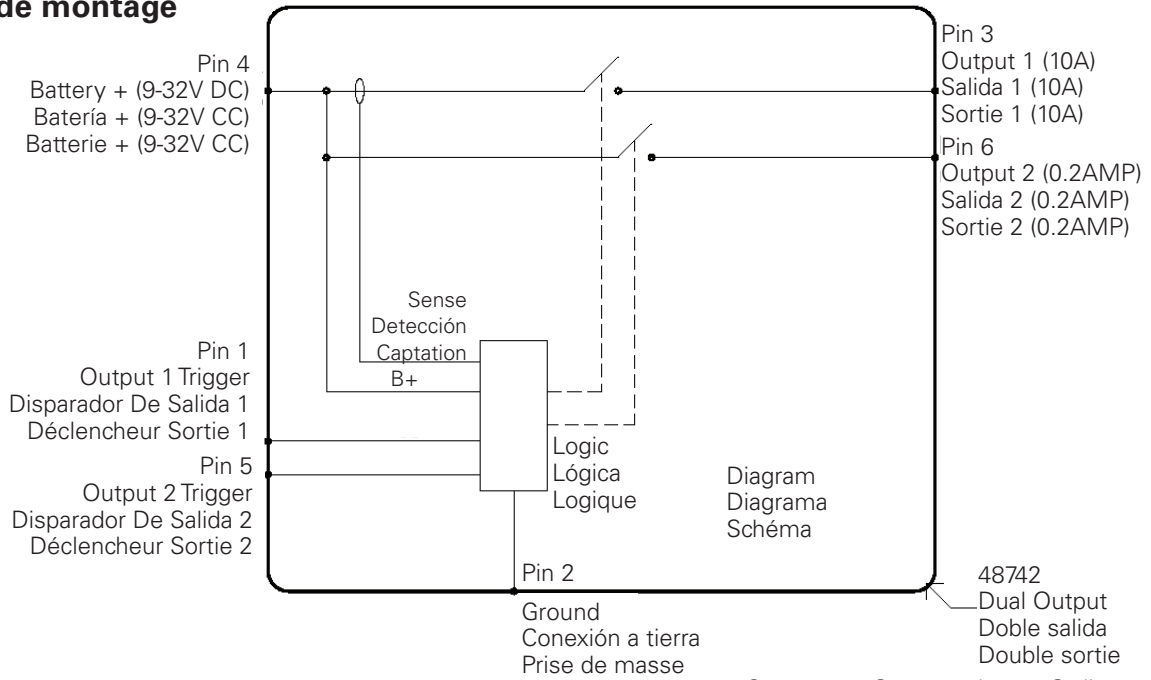 de montage
Pin 4
Battery + (9-32V DC)
Batería + (9-32V CC)
Batterie + (9-32V CC)
Pin 3
Output 1 (10A)
Salida 1 (10A)
Sortie 1 (10A)
Pin 6
Output 2 (0.2AMP)
Salida 2 (0.2AMP)
Sortie 2 (0.2AMP)
Sense
Detección
Captation
B+
Pin 1
Output 1 Trigger
Disparador De Salida 1
Déclencheur Sortie 1
Pin 5
Output 2 Trigger
Disparador De Salida 2
Déclencheur Sortie 2
Logic
Lógica
Logique
Diagram
Diagrama
Schéma
Pin 2
Ground
Conexión a tierra
Prise de masse
48742
Dual Output
Doble salida
Double sortie